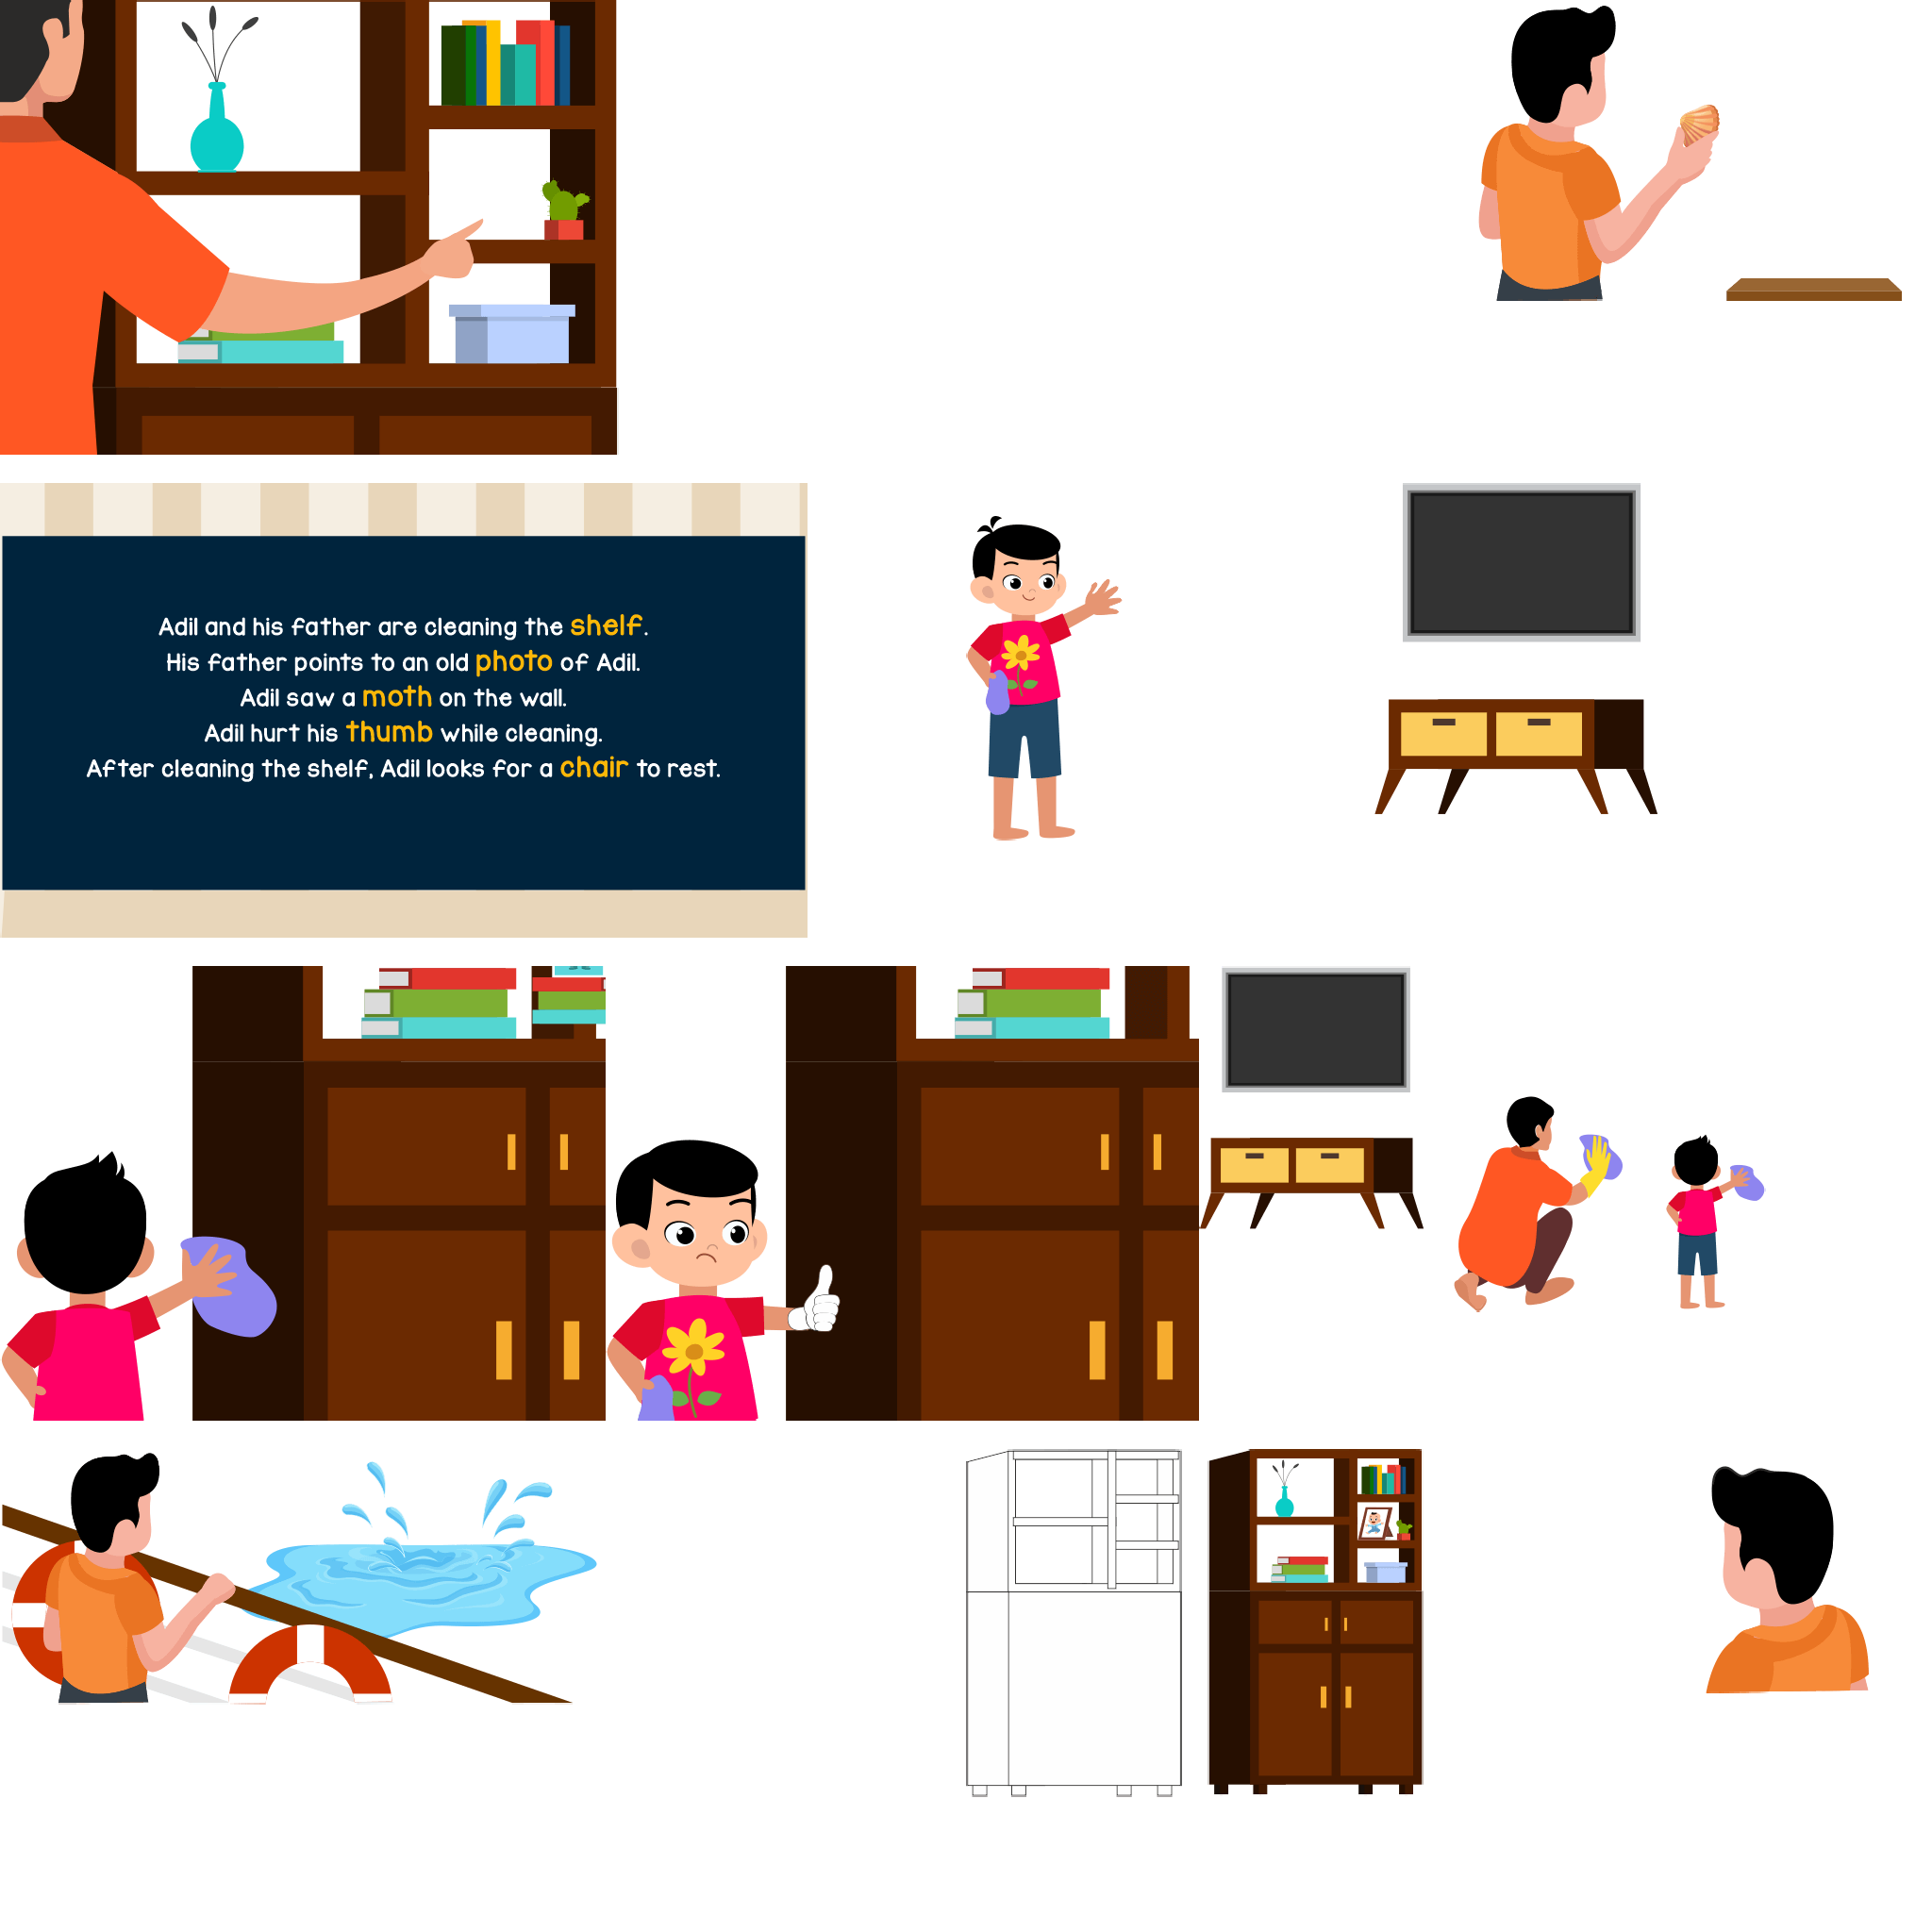 Adil and his father are cleaning the shelf.
His father points to an old photo of Adil.
Adil saw a moth on the wall.
Adil hurt his thumb while cleaning.
After cleaning the shelf, Adil looks for a chair to rest.